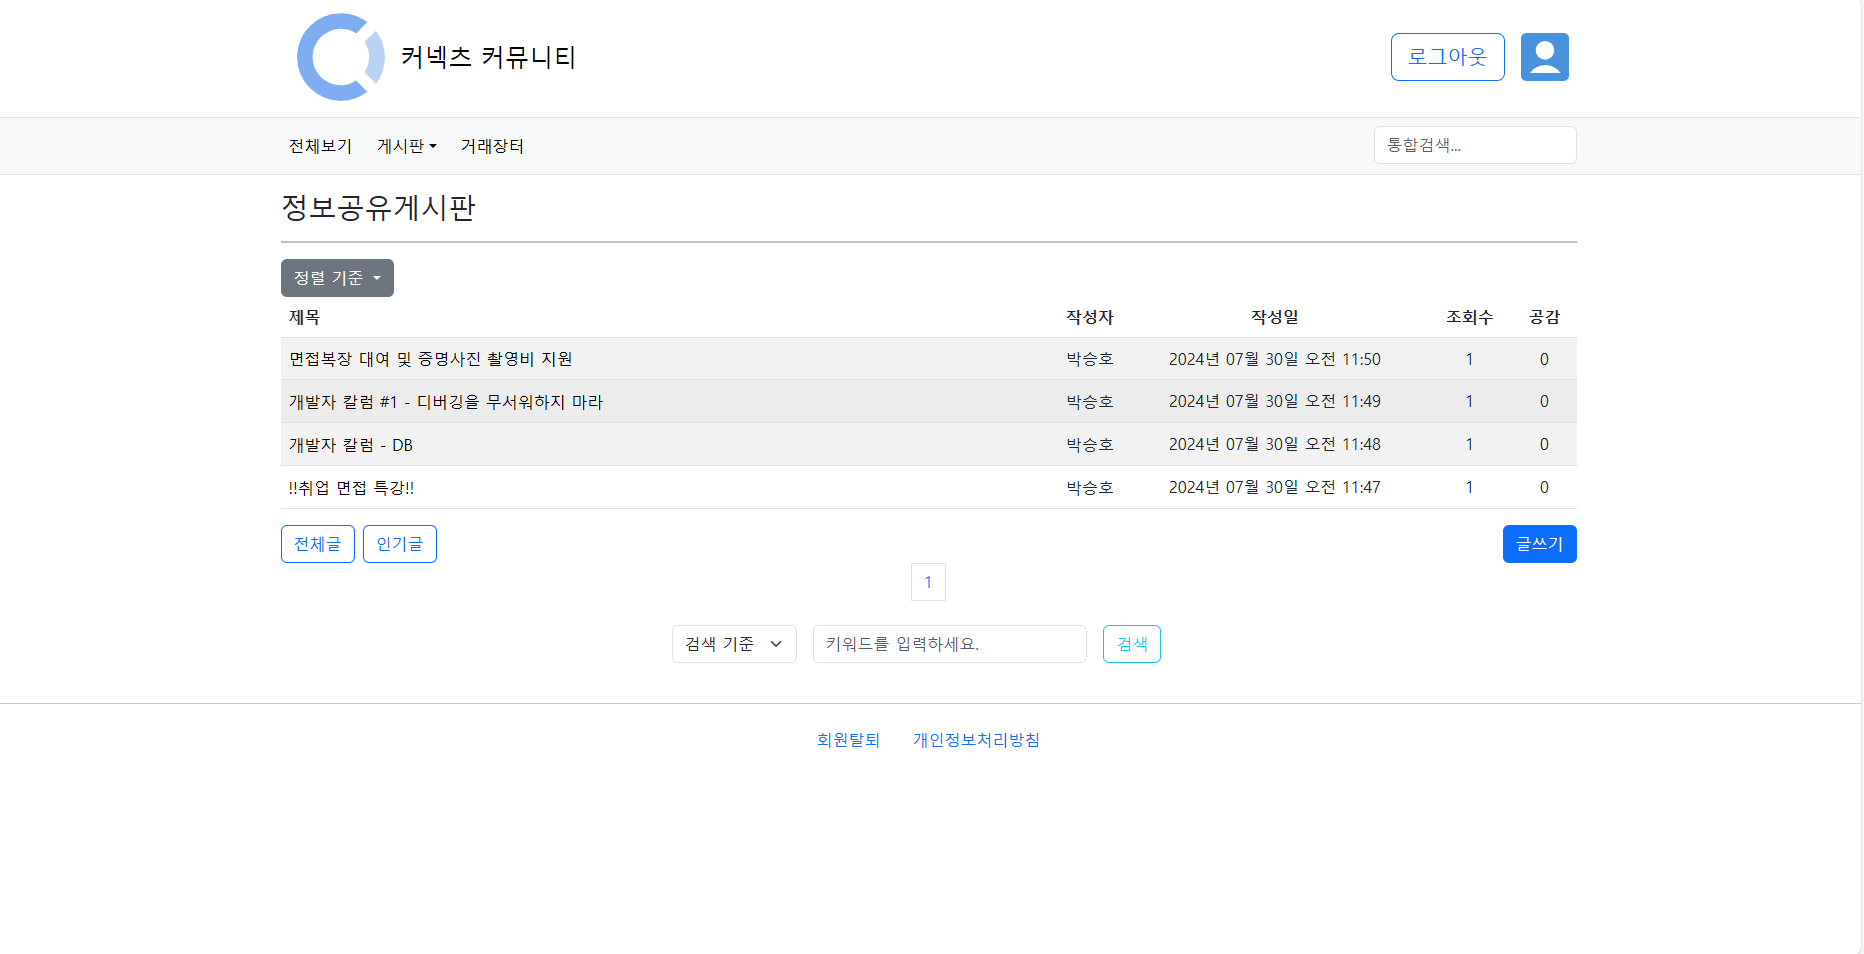 커넥츠 커뮤니티 로그아웃
전체보기 게시판 거래장터 통합검색...
정보공유게시판
정렬 기준
제목 작성자 작성일 조회수 공감
면접복장 대여 및 증명사진 촬영비 지원 박승호 2024년 07월 30일 오전 11:50 1 0
개발자 칼럼 #1 - 디버깅을 무서워하지 마라 박승호 2024년 07월 30일 오전 11:49 1 0
개발자 칼럼 - DB 박승호 2024년 07월 30일 오전 11:48 1 0
!!취업 면접 특강!! 박승호 2024년 07월 30일 오전 11:47 1 0
전체글 인기글 글쓰기
1
검색 기준 키워드를 입력하세요. 검색
회원탈퇴 개인정보처리방침